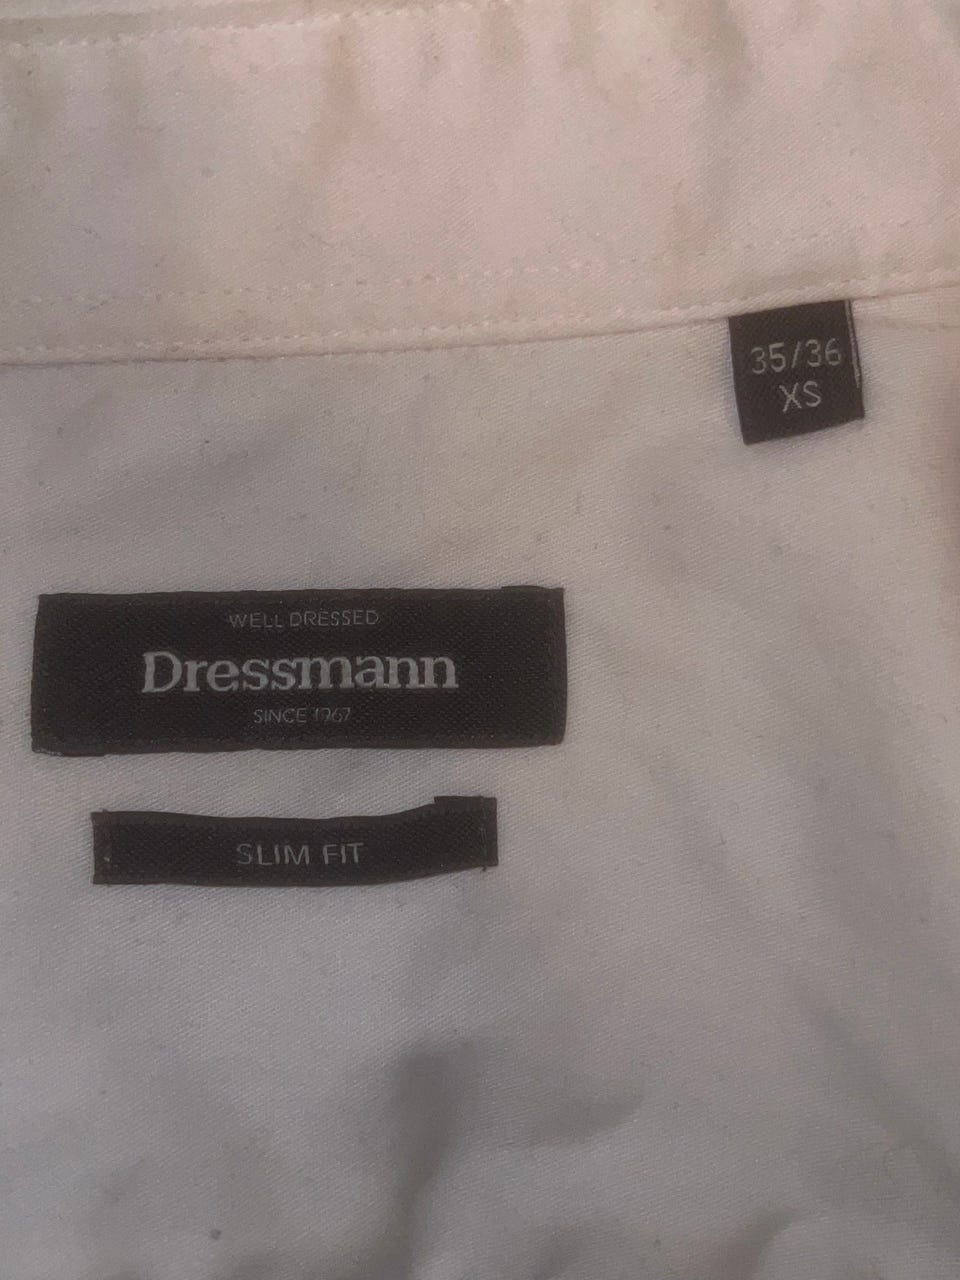 35/36
XS
WELL DRESSED
Dressmann
SINCE 1967
SLIM FIT